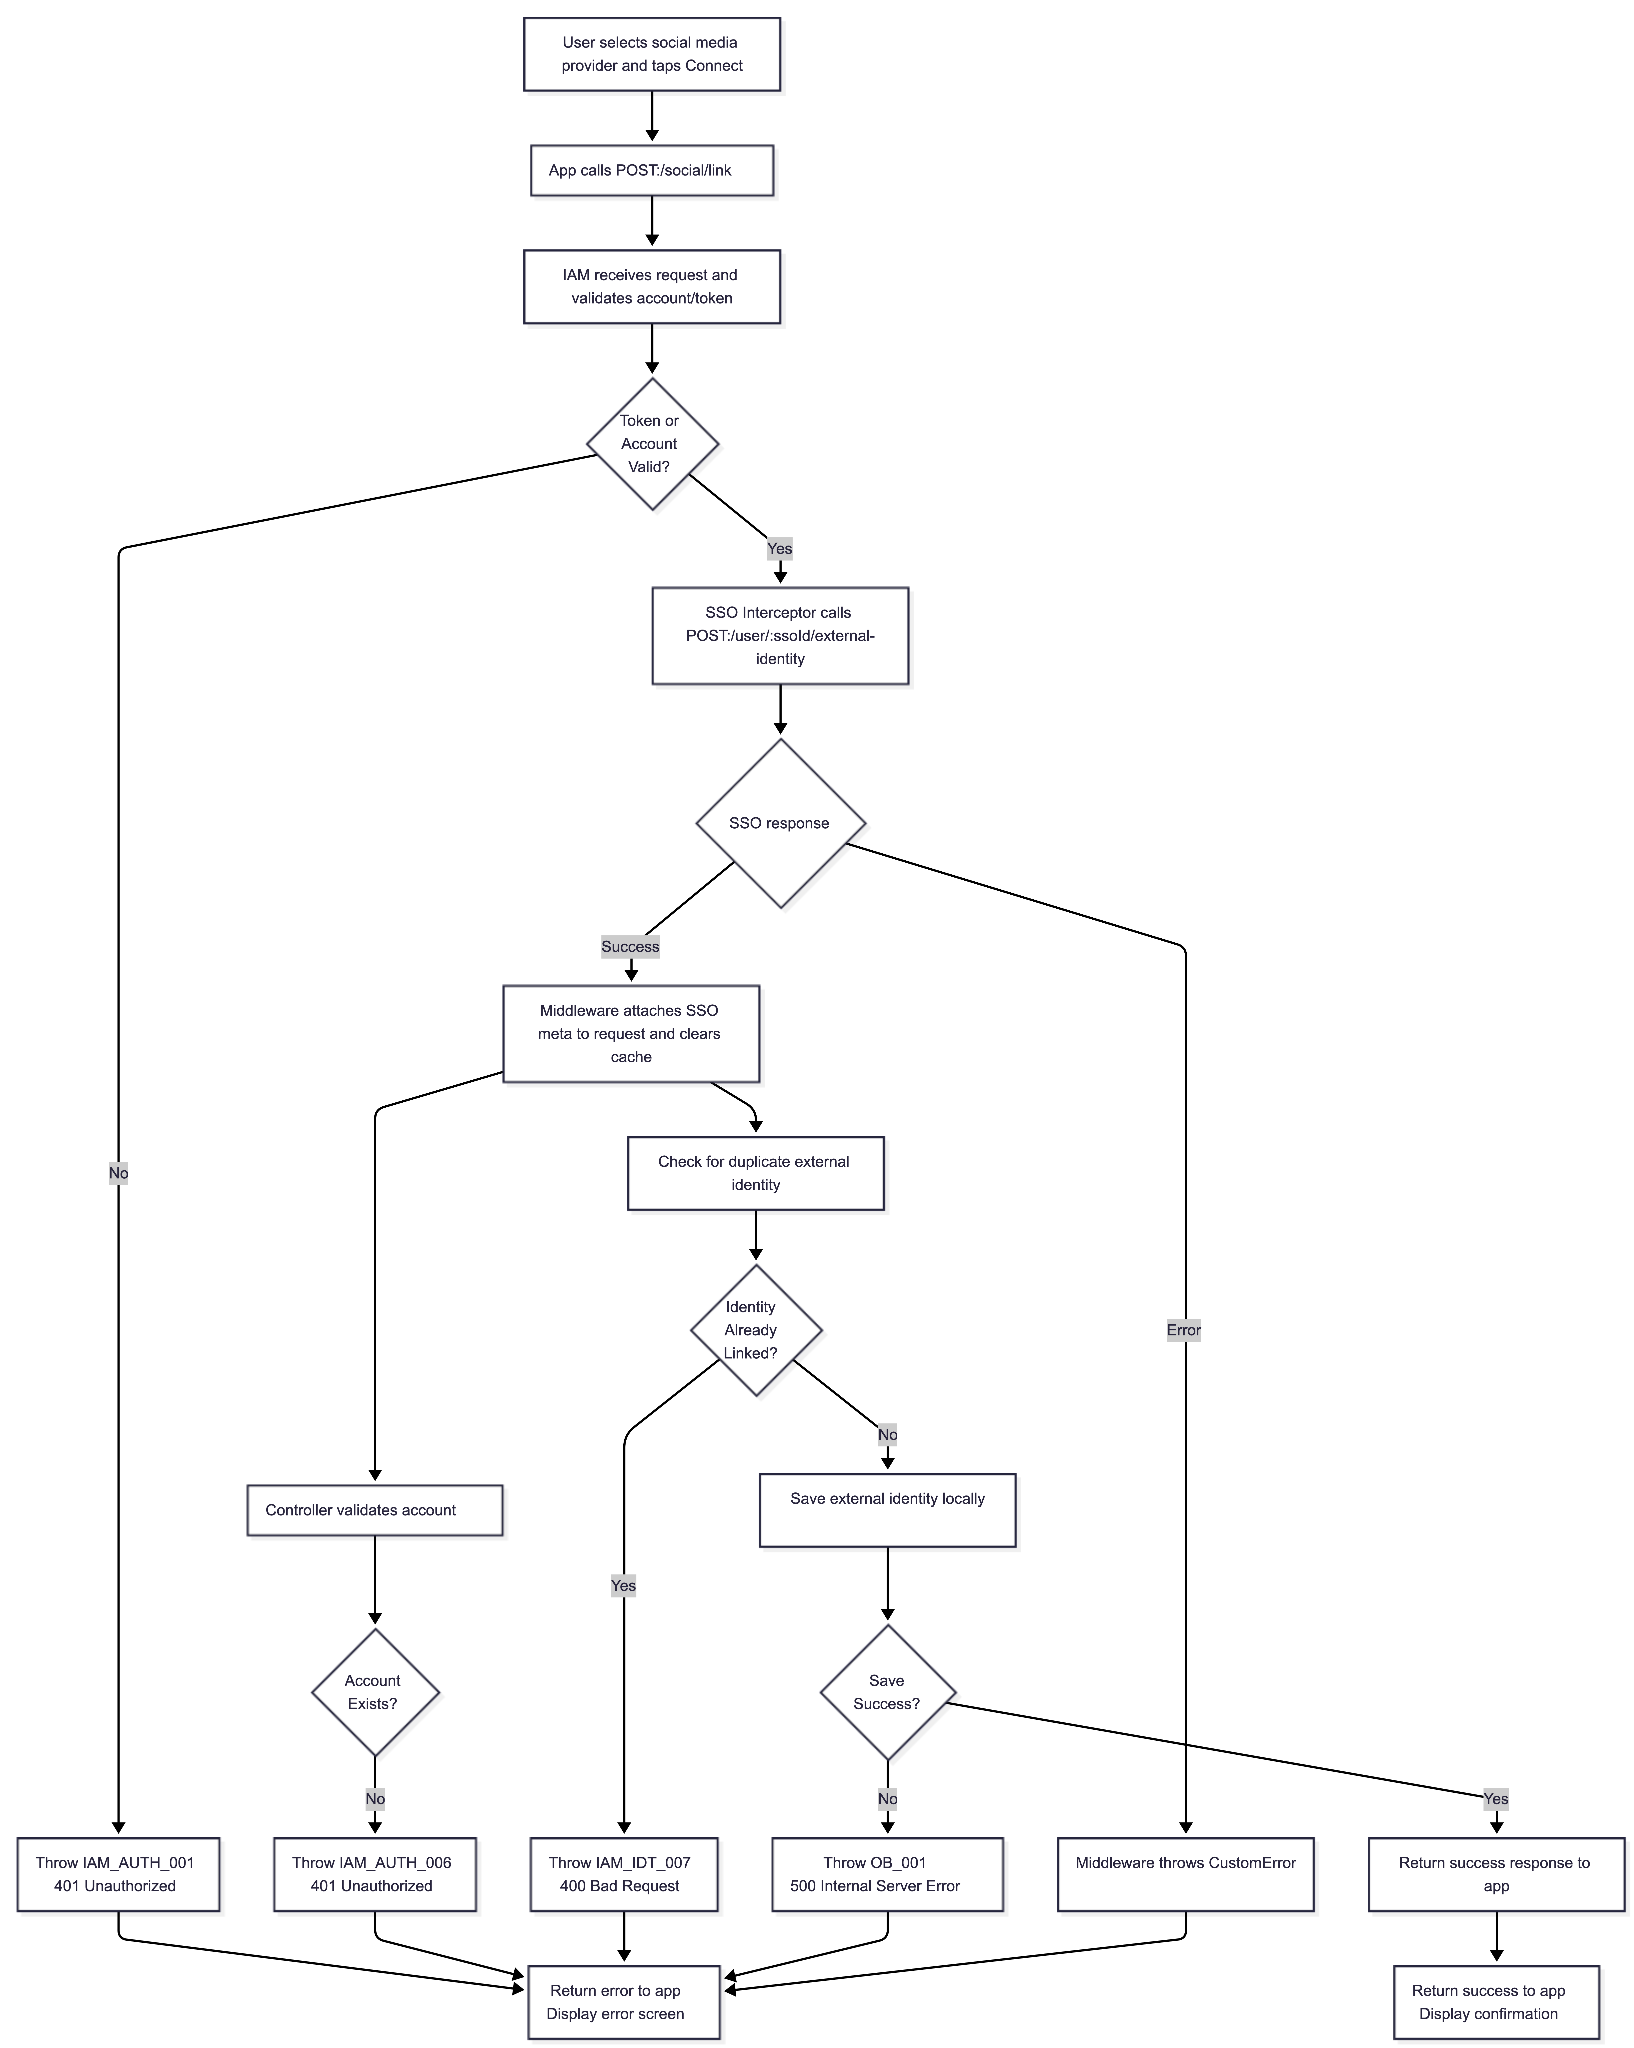 User selects social media
provider and taps Connect
App calls POST:/social/link
IAM receives request and
validates account/token
Token or
Account
Valid?
Yes
SSO Interceptor calls
POST:/user/:ssoId/external-
identity
SSO response
Success
Middleware attaches SSO
meta to request and clears
cache
Check for duplicate external
identity
No
Identity
Already
Linked?
Error
No
Controller validates account
Save external identity locally
Yes
Account
Exists?
Save
Success?
No
No
Yes
Throw IAM_AUTH_001
401 Unauthorized
Throw IAM_AUTH_006
401 Unauthorized
Throw IAM_IDT_007
400 Bad Request
Throw OB_001
500 Internal Server Error
Middleware throws CustomError
Return success response to
app
Return error to app
Display error screen
Return success to app
Display confirmation